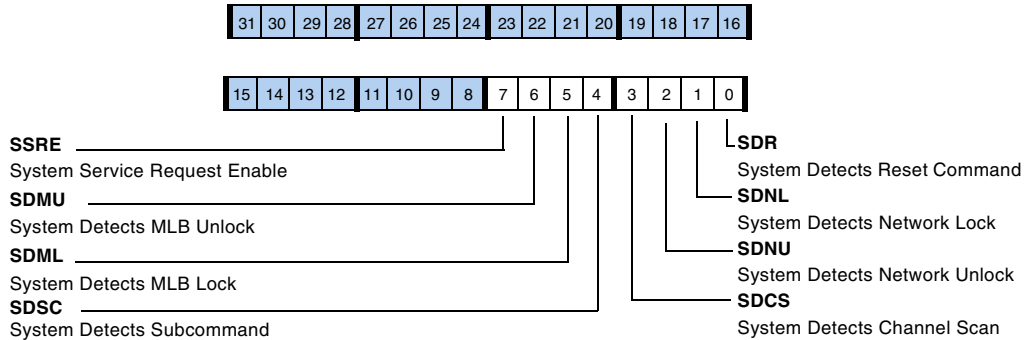 31 30 29 28 27 26 25 24 23 22 21 20 19 18 17 16
15 14 13 12 11 10 9 8 7 6 5 4 3 2 1 0
SSRE
System Service Request Enable
SDMU
System Detects MLB Unlock
SDML
System Detects MLB Lock
SDSC
System Detects Subcommand
SDR
System Detects Reset Command
SDNL
System Detects Network Lock
SDNU
System Detects Network Unlock
SDCS
System Detects Channel Scan